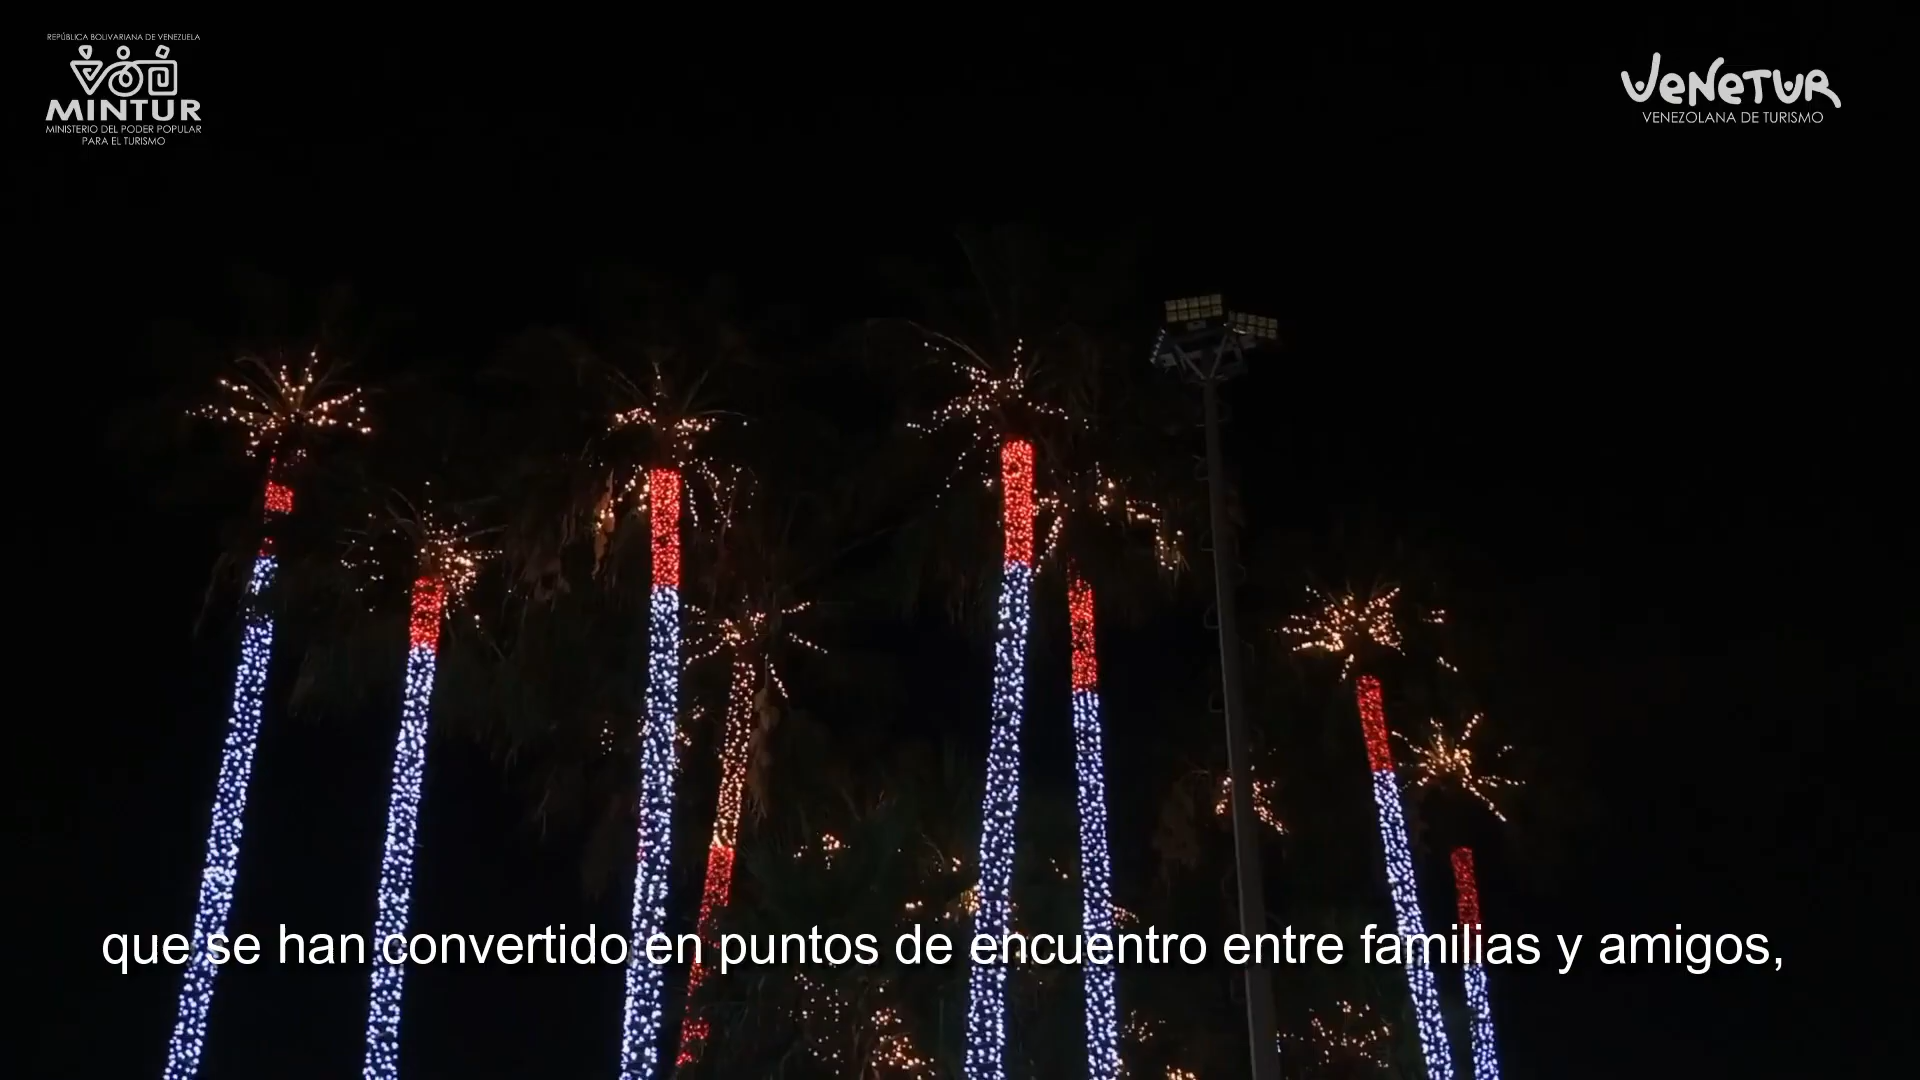 REPÚBLICA BOLIVARIANA DE VENEZUELA
MINTUR
MINISTERIO DEL PODER POPULAR
PARA EL TURISMO
VENETUR
VENEZOLANA DE TURISMO
que se han convertido en puntos de encuentro entre familias y amigos,